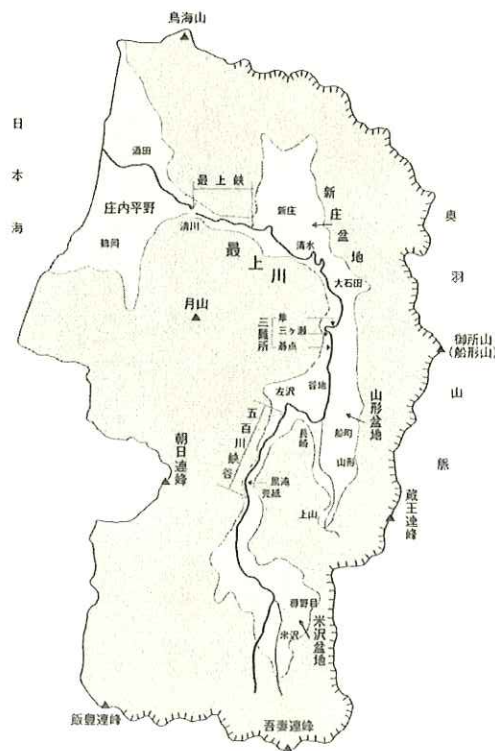 鳥海山
日本海
酒田
最上峡
庄内平野
鶴岡
清川
新庄
新庄盆地
清水
最上川
大石田
奥羽山脈
月山
三難所
隼
三ヶ瀬
碁点
御所山
(船形山)
左沢
谷地
山形盆地
五百川峡谷
長崎
船町
山形
朝日連峰
黒滝
荒砥
上山
蔵王連峰
米沢
米沢盆地
飯豊連峰
吾妻連峰